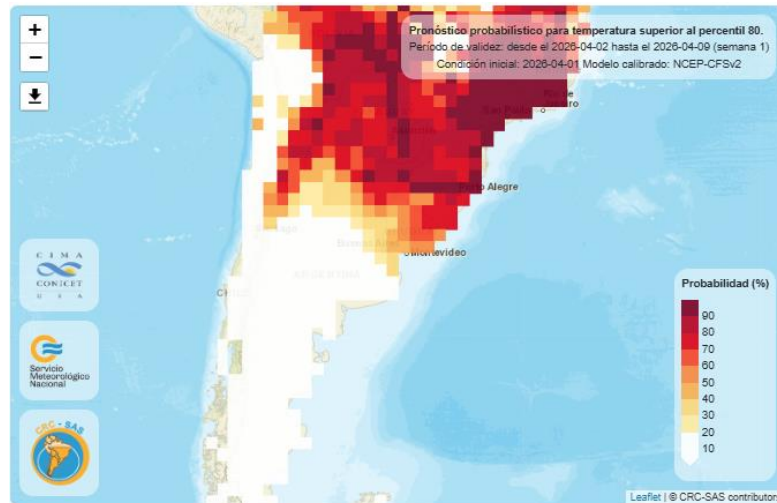 +
−
Pronóstico probabilístico para temperatura superior al percentil 80.
Período de validez: desde el 2026-04-02 hasta el 2026-04-09 (semana 1)
Condición inicial: 2026-04-01 Modelo calibrado: NCEP-CFSv2
Porto Alegre
Montevideo
ARGENTINA
CIMA
CONICET
UBA
Servicio
Meteorológico
Nacional
CRC - SAS
Probabilidad (%)
90
80
70
60
50
40
30
20
10
Leaflet | © CRC-SAS contributor